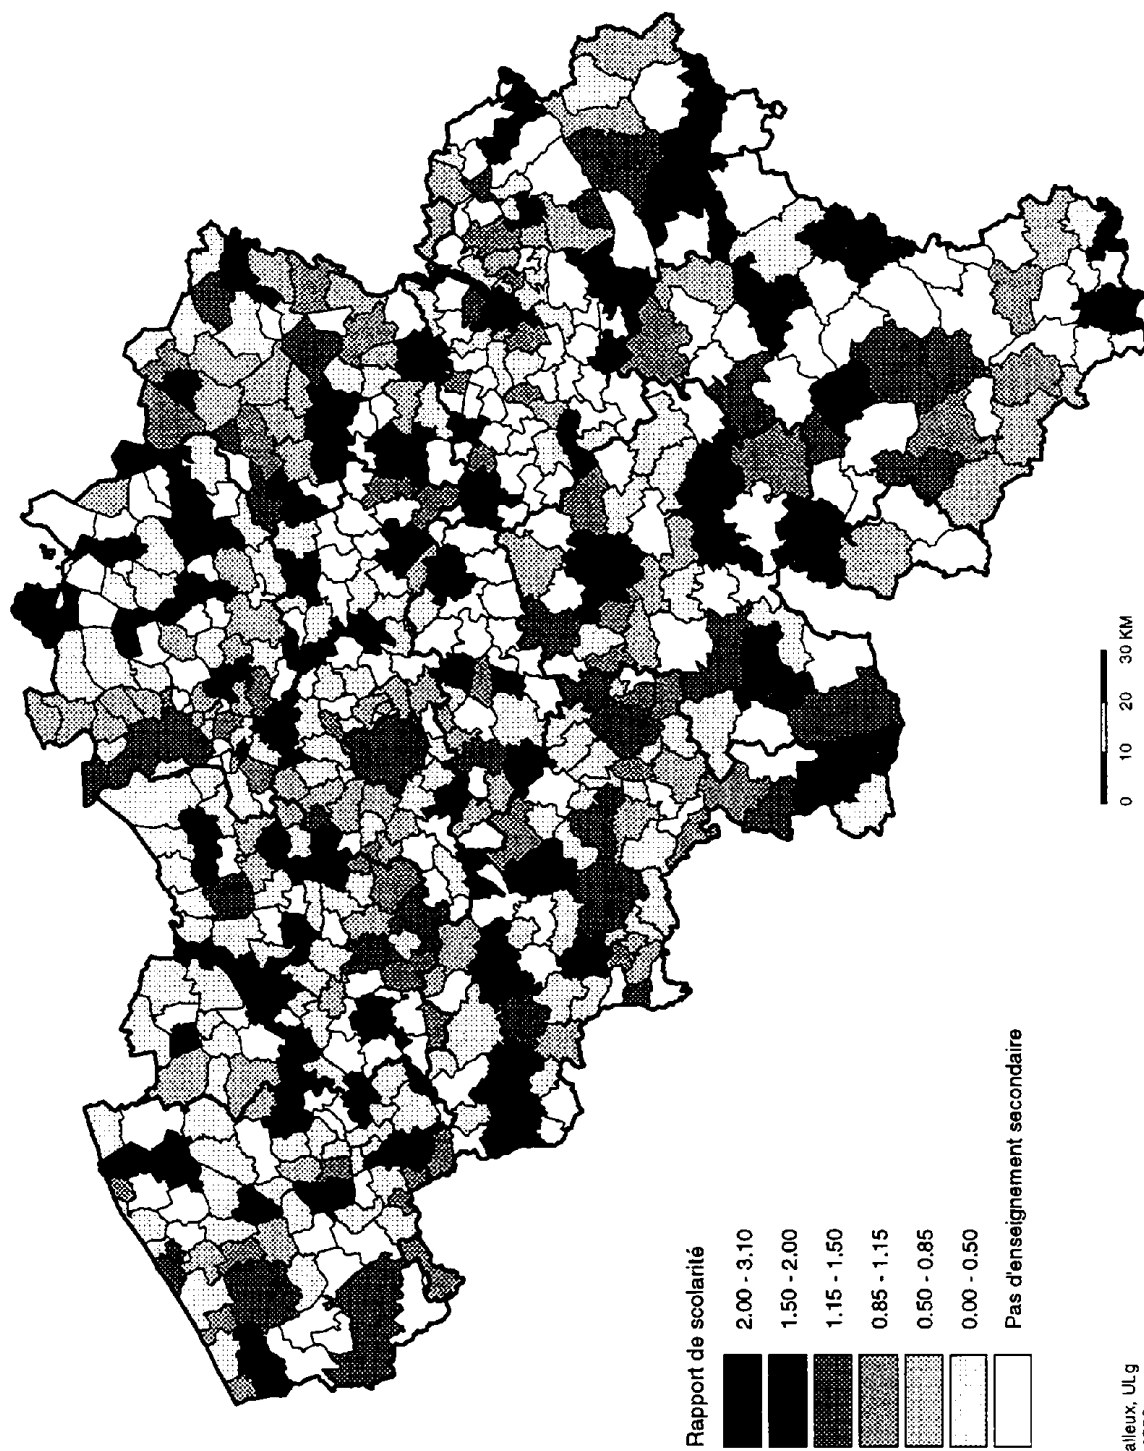 Rapport de scolarité
2.00 - 3.10
1.50 - 2.00
1.15 - 1.50
0.85 - 1.15
0.50 - 0.85
0.00 - 0.50
Pas d'enseignement secondaire
0 10 20 30 KM
alleux, ULg